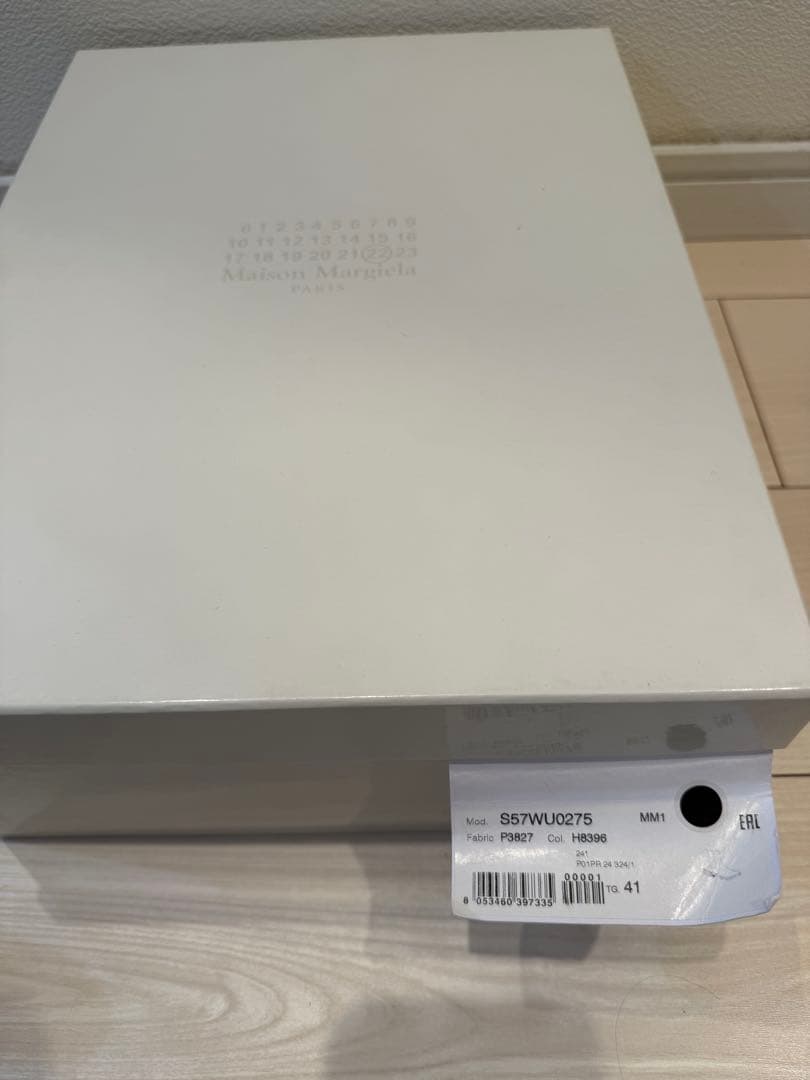 0 1 2 3 4 5 6 7 8 9
10 11 12 13 14 15 16
17 18 19 20 21 22 23
Maison Margiela
PARIS
Mod. S57WU0275 MM1
EAC
Fabric P3827 Col. H8396
241
P01PR 24 324/1
00001
8 053460 397335
TG. 41